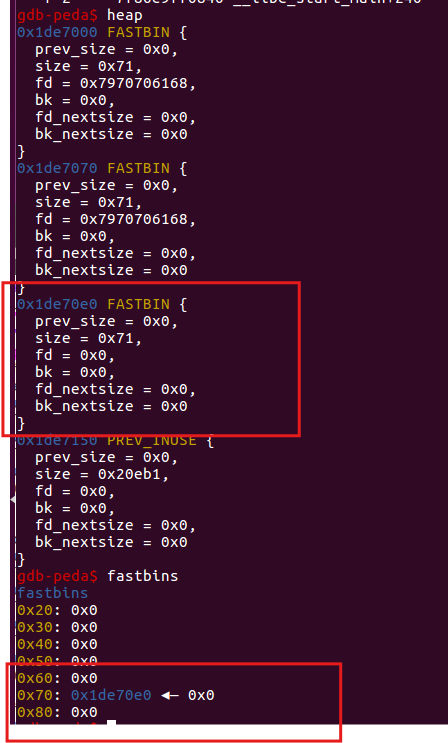 gdb-peda$ heap
0x1de7000 FASTBIN {
prev_size = 0x0,
size = 0x71,
fd = 0x7970706168,
bk = 0x0,
fd_nextsize = 0x0,
bk_nextsize = 0x0
}
0x1de7070 FASTBIN {
prev_size = 0x0,
size = 0x71,
fd = 0x7970706168,
bk = 0x0,
fd_nextsize = 0x0,
bk_nextsize = 0x0
}
0x1de70e0 FASTBIN {
prev_size = 0x0,
size = 0x71,
fd = 0x0,
bk = 0x0,
fd_nextsize = 0x0,
bk_nextsize = 0x0
}
0x1de7150 PREV_INUSE {
prev_size = 0x0,
size = 0x20eb1,
fd = 0x0,
bk = 0x0,
fd_nextsize = 0x0,
bk_nextsize = 0x0
}
gdb-peda$ fastbins
fastbins
0x20: 0x0
0x30: 0x0
0x40: 0x0
0x50: 0x0
0x60: 0x0
0x70: 0x1de70e0 ◂— 0x0
0x80: 0x0